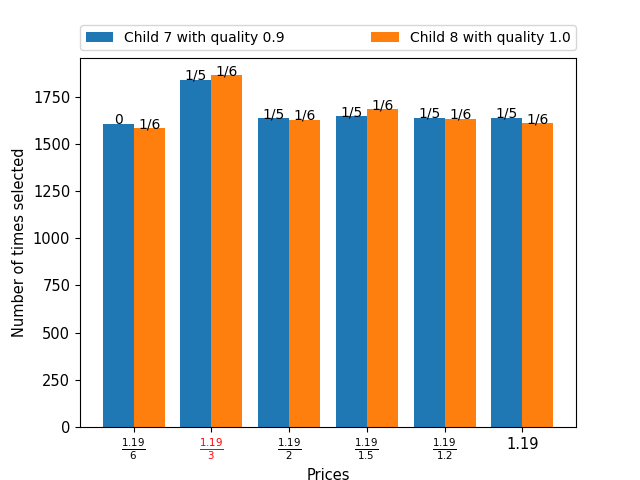 Child 7 with quality 0.9 Child 8 with quality 1.0
Number of times selected
1750
1500
1250
1000
750
500
250
0
0 1/6 1/5 1/6 1/5 1/6 1/5 1/6 1/5 1/6 1/5 1/6
1.19/6 1.19/3 1.19/2 1.19/1.5 1.19/1.2 1.19
Prices